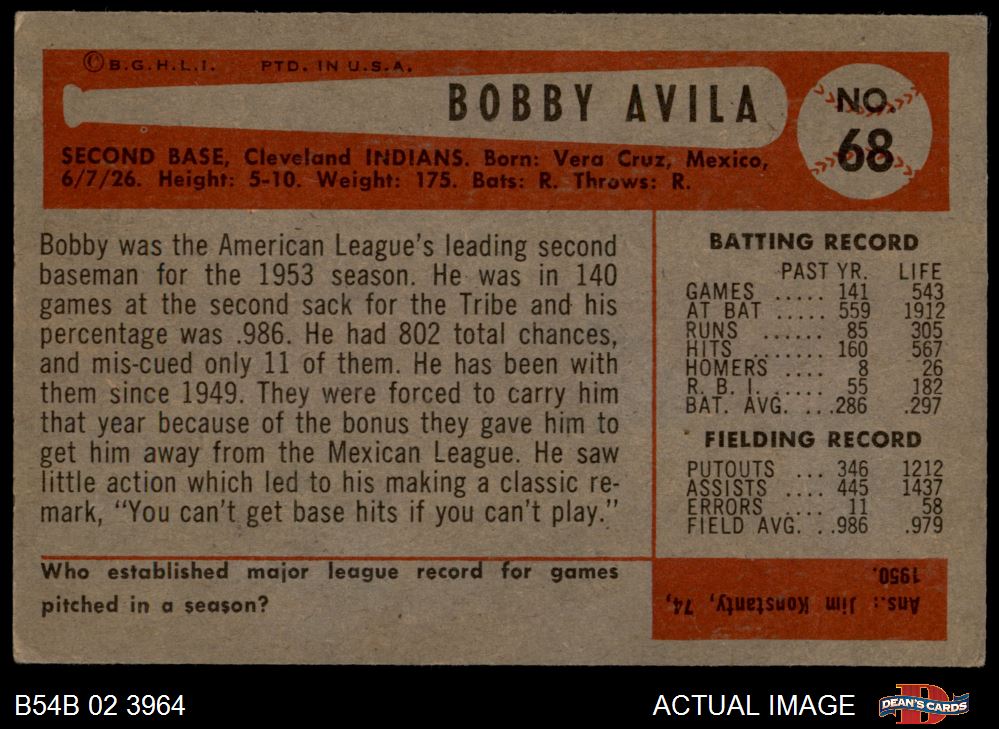 ©B.G.H.L.I. PTD. IN U.S.A.
BOBBY AVILA
NO.
68
SECOND BASE, Cleveland INDIANS. Born: Vera Cruz, Mexico,
6/7/26. Height: 5-10. Weight: 175. Bats: R. Throws: R.
Bobby was the American League's leading second
baseman for the 1953 season. He was in 140
games at the second sack for the Tribe and his
percentage was .986. He had 802 total chances,
and mis-cued only 11 of them. He has been with
them since 1949. They were forced to carry him
that year because of the bonus they gave him to
get him away from the Mexican League. He saw
little action which led to his making a classic re-
mark, "You can't get base hits if you can't play."
BATTING RECORD
PAST YR. LIFE
GAMES ..... 141 543
AT BAT ..... 559 1912
RUNS ...... 85 305
HITS ....... 160 567
HOMERS .... 8 26
R. B. I. ..... 55 182
BAT. AVG. ...286 .297
FIELDING RECORD
PUTOUTS ... 346 1212
ASSISTS .... 445 1437
ERRORS .... 11 58
FIELD AVG. ..986 .979
Who established major league record for games
pitched in a season?
Ans.: Jim Konstanty, 74,
1950.
B54B 02 3964
ACTUAL IMAGE
DEAN'S CARDS